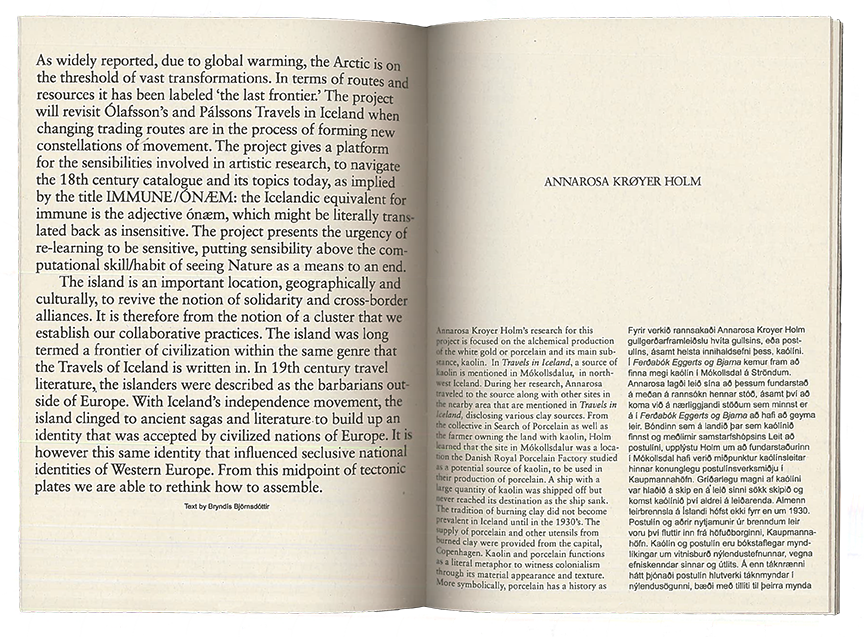 As widely reported, due to global warming, the Arctic is on
the threshold of vast transformations. In terms of routes and
resources it has been labeled ‘the last frontier.’ The project
will revisit Ólafsson’s and Pálssons Travels in Iceland when
changing trading routes are in the process of forming new
constellations of movement. The project gives a platform
for the sensibilities involved in artistic research, to navigate
the 18th century catalogue and its topics today, as implied
by the title IMMUNE/ÓNÆM: the Icelandic equivalent for
immune is the adjective ónæm, which might be literally trans-
lated back as insensitive. The project presents the urgency of
re-learning to be sensitive, putting sensibility above the com-
putational skill/habit of seeing Nature as a means to an end.
The island is an important location, geographically and
culturally, to revive the notion of solidarity and cross-border
alliances. It is therefore from the notion of a cluster that we
establish our collaborative practices. The island was long
termed a frontier of civilization within the same genre that
the Travels of Iceland is written in. In 19th century travel
literature, the islanders were described as the barbarians out-
side of Europe. With Iceland’s independence movement, the
island clinged to ancient sagas and literature to build up an
identity that was accepted by civilized nations of Europe. It is
however this same identity that influenced seclusive national
identities of Western Europe. From this midpoint of tectonic
plates we are able to rethink how to assemble.
Text by Bryndís Björnsdóttir
ANNAROSA KRØYER HOLM
Annarosa Krøyer Holm’s research for this
project is focused on the alchemical production
of the white gold or porcelain and its main sub-
stance, kaolin. In Travels in Iceland, a source of
kaolin is mentioned in Mókollsdalur, in north-
west Iceland. During her research, Annarosa
traveled to the source along with other sites in
the nearby area that are mentioned in Travels in
Iceland, disclosing various clay sources. From
the collective in Search of Porcelain as well as
the farmer owning the land with kaolin, Holm
learned that the site in Mókollsdalur was a loca-
tion the Danish Royal Porcelain Factory studied
as a potential source of kaolin, to be used in
their production of porcelain. A ship with a
large quantity of kaolin was shipped off but
never reached its destination as the ship sank.
The tradition of burning clay did not become
prevalent in Iceland until in the 1930’s. The
supply of porcelain and other utensils from
burned clay were provided from the capital,
Copenhagen. Kaolin and porcelain functions
as a literal metaphor to witness colonialism
through its material appearance and texture.
More symbolically, porcelain has a history as
Fyrir verkið rannsakaði Annarosa Krøyer Holm
gullgerðarframleiðslu hvíta gullsins, eða post-
ulíns, ásamt helsta innihaldsefni þess, kaólíni.
Í Ferðabók Eggerts og Bjarna kemur fram að
finna megi kaólín í Mókollsdal á Ströndum.
Annarosa lagði leið sína að þessum fundarstað
á meðan á rannsókn hennar stóð, ásamt því að
koma við á nærliggjandi stöðum sem minnst er
á í Ferðabók Eggerts og Bjarna að hafi að geyma
leir. Bóndinn sem á landið þar sem kaólínið
finnst og meðlimir samstarfshópsins Leit að
postulíni, upplýstu Holm um að fundarstaðurinn
í Mókollsdal hafi verið miðpunktur kaólínsleitar
hinnar konunglegu postulínsverksmiðju í
Kaupmannahöfn. Gríðarlegu magni af kaólíni
var hlaðið á skip en á leið sinni sökk skipið og
komst kaólínið því aldrei á leiðarenda. Almenn
leirbrennsla á Íslandi hófst ekki fyrr en um 1930.
Postulín og aðrir nytjamunir úr brenndum leir
voru því fluttir inn frá höfuðborginni, Kaupmanna-
höfn. Kaólín og postulín eru bókstaflegar mynd-
líkingar um vitnisburð nýlendustefnunnar, vegna
efniskenndar sinnar og útlits. Á enn táknrænni
hátt þjónaði postulín hlutverki táknmyndar í
nýlendusögunni, bæði með tilliti til þeirra mynda